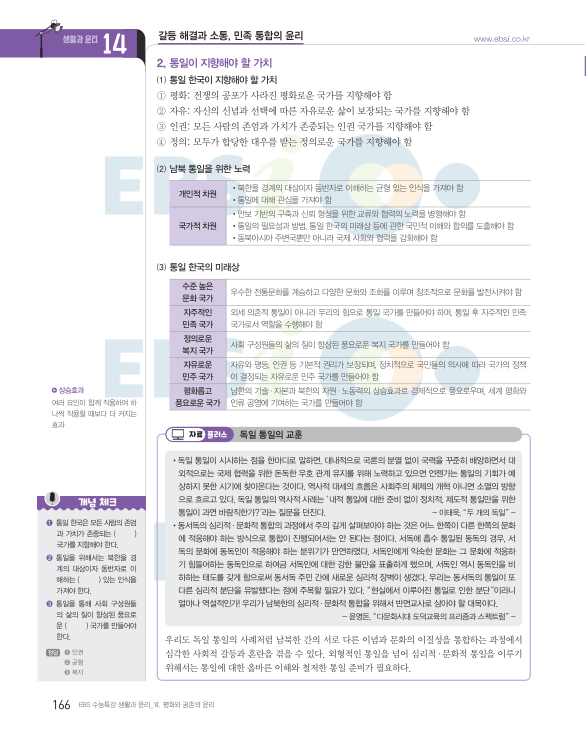 생활과 윤리 14
갈등 해결과 소통, 민족 통합의 윤리
www.ebsi.co.kr
2. 통일이 지향해야 할 가치
(1) 통일 한국이 지향해야 할 가치
① 평화: 전쟁의 공포가 사라진 평화로운 국가를 지향해야 함
② 자유: 자신의 신념과 선택에 따른 자유로운 삶이 보장되는 국가를 지향해야 함
③ 인권: 모든 사람의 존엄과 가치가 존중되는 인권 국가를 지향해야 함
④ 정의: 모두가 합당한 대우를 받는 정의로운 국가를 지향해야 함
(2) 남북 통일을 위한 노력
개인적 차원
• 북한을 경계의 대상이자 동반자로 이해하는 균형 있는 인식을 가져야 함
• 통일에 대해 관심을 가져야 함
국가적 차원
• 안보 기반의 구축과 신뢰 형성을 위한 교류와 협력의 노력을 병행해야 함
• 통일의 필요성과 방법, 통일 한국의 미래상 등에 관한 국민적 이해와 합의를 도출해야 함
• 동북아시아 주변국뿐만 아니라 국제 사회와 협력을 강화해야 함
(3) 통일 한국의 미래상
수준 높은
문화 국가
우수한 전통문화를 계승하고 다양한 문화와 조화를 이루며 창조적으로 문화를 발전시켜야 함
자주적인
민족 국가
외세 의존적 통일이 아니라 우리의 힘으로 통일 국가를 만들어야 하며, 통일 후 자주적인 민족
국가로서 역할을 수행해야 함
정의로운
복지 국가
사회 구성원들의 삶의 질이 향상된 풍요로운 복지 국가를 만들어야 함
자유로운
민주 국가
자유와 평등, 인권 등 기본적 권리가 보장되며, 정치적으로 국민들의 의사에 따라 국가의 정책
이 결정되는 자유로운 민주 국가를 만들어야 함
평화롭고
풍요로운 국가
남한의 기술·자본과 북한의 자원·노동력의 상승효과로 경제적으로 풍요로우며, 세계 평화와
인류 공영에 기여하는 국가를 만들어야 함
상승효과
여러 요인이 함께 작용하여 하
나씩 작용할 때보다 더 커지는
효과
자료 플러스 독일 통일의 교훈
• 독일 통일이 시사하는 점을 한마디로 말하면, 대내적으로 국론의 분열 없이 국력을 꾸준히 배양하면서 대
외적으로는 국제 협력을 위한 돈독한 우호 관계 유지를 위해 노력하고 있으면 언젠가는 통일의 기회가 예
상하지 못한 시기에 찾아온다는 것이다. 역사적 대세의 흐름은 사회주의 체제의 개혁 아니면 소멸의 방향
으로 흐르고 있다. 독일 통일의 역사적 사례는 '내적 통일에 대한 준비 없이 정치적, 제도적 통일만을 위한
통일이 과연 바람직한가?'라는 질문을 던진다.
– 이태욱, "두 개의 독일" –
• 동서독의 심리적·문화적 통합의 과정에서 주의 깊게 살펴보아야 하는 것은 어느 한쪽이 다른 한쪽의 문화
에 적응해야 하는 방식으로 통합이 진행되어서는 안 된다는 점이다. 서독에 흡수 통일된 동독의 경우, 서
독의 문화에 동독인이 적응해야 하는 분위기가 만연하였다. 서독인에게 익숙한 문화는 그 문화에 적응하
기 힘들어하는 동독인으로 하여금 서독인에 대한 강한 불만을 표출하게 했으며, 서독인 역시 동독인을 비
하하는 태도를 갖게 함으로써 동서독 주민 간에 새로운 심리적 장벽이 생겼다. 우리는 동서독의 통일이 또
다른 심리적 분단을 유발했다는 점에 주목할 필요가 있다. "현실에서 이루어진 통일로 인한 분단"이라니
얼마나 역설적인가! 우리가 남북한의 심리적·문화적 통합을 위해서 반면교사로 삼아야 할 대목이다.
– 윤영돈, "다문화시대 도덕교육의 프리즘과 스펙트럼" –
우리도 독일 통일의 사례처럼 남북한 간의 서로 다른 이념과 문화의 이질성을 통합하는 과정에서
심각한 사회적 갈등과 혼란을 겪을 수 있다. 외형적인 통일을 넘어 심리적·문화적 통일을 이루기
위해서는 통일에 대한 올바른 이해와 철저한 통일 준비가 필요하다.
개념 체크
❶ 통일 한국은 모든 사람의 존엄
과 가치가 존중되는 ( )
국가를 지향해야 한다.
❷ 통일을 위해서는 북한을 경
계의 대상이자 동반자로 이
해하는 ( ) 있는 인식을
가져야 한다.
❸ 통일을 통해 사회 구성원들
의 삶의 질이 향상된 풍요로
운 ( ) 국가를 만들어야
한다.
정답 ❶ 인권
❷ 균형
❸ 복지
166 EBS 수능특강 생활과 윤리_Ⅵ. 평화와 공존의 윤리
EBSi
EBSi